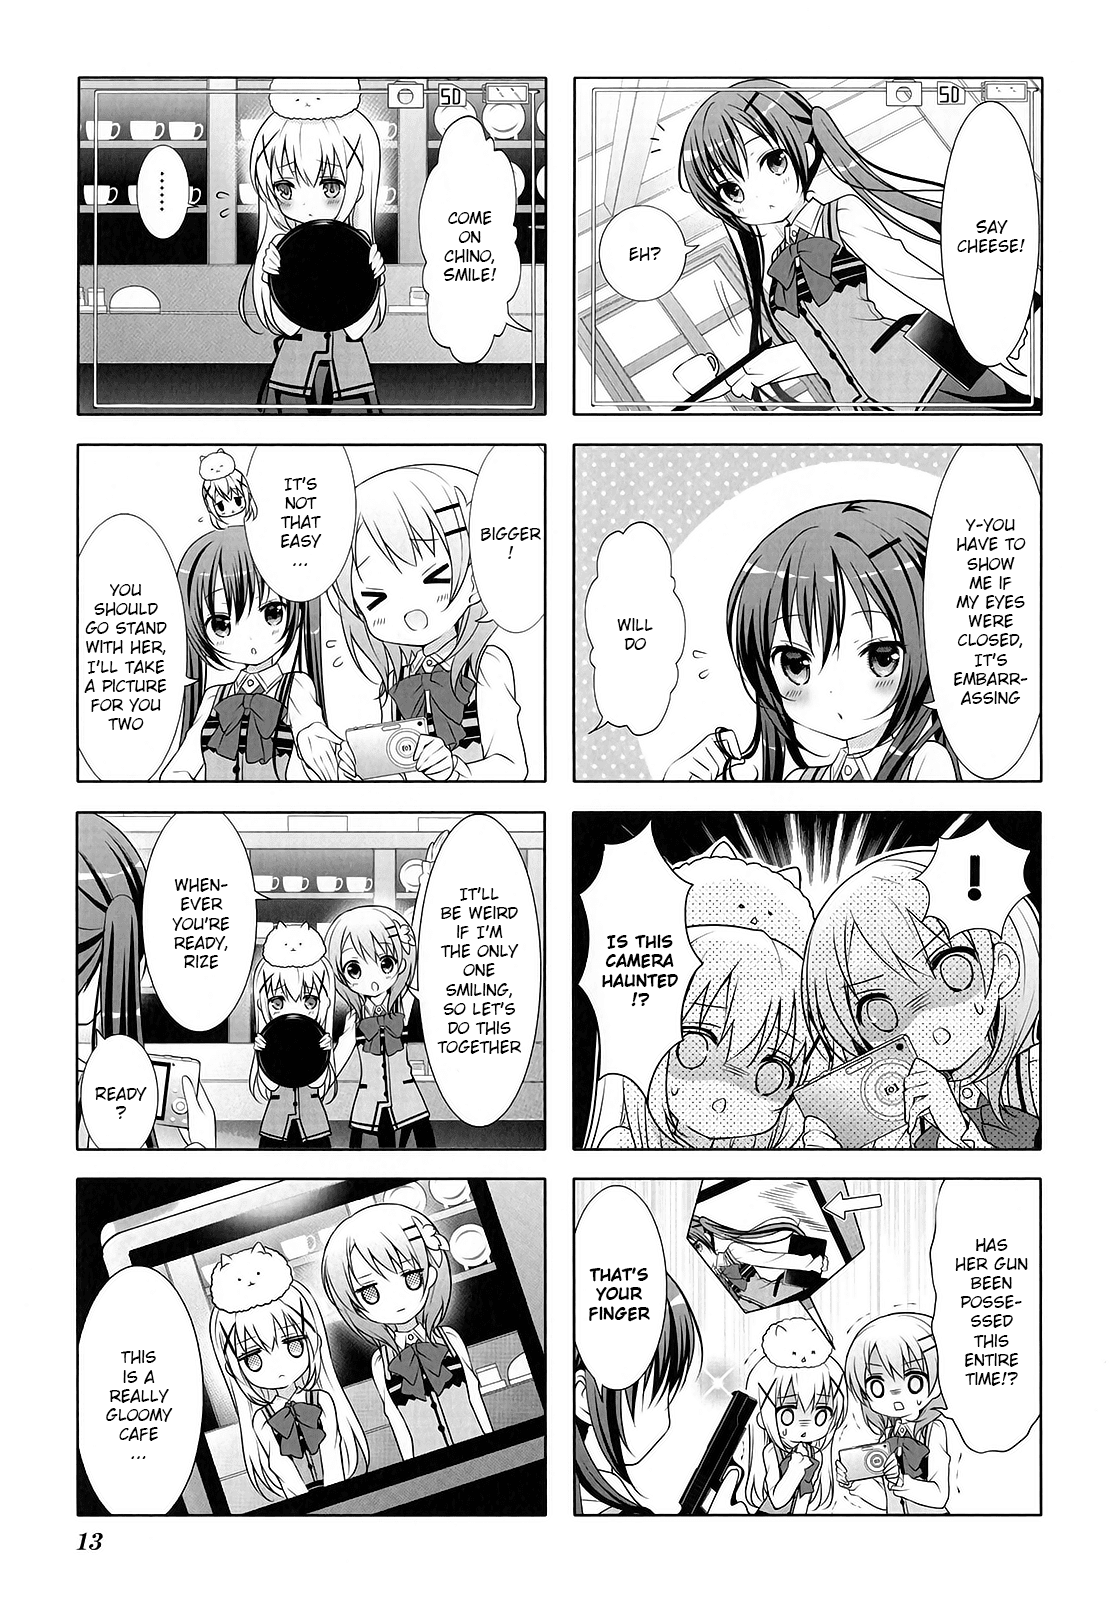 SD
SAY
CHEESE!
EH?
Y-YOU
HAVE TO
SHOW
ME IF
MY EYES
WERE
CLOSED,
IT'S
EMBARR-
ASSING
WILL
DO
!
IS THIS
CAMERA
HAUNTED
!?
HAS
HER GUN
BEEN
POSSE-
SSED
THIS
ENTIRE
TIME!?
THAT'S
YOUR
FINGER
SD
COME
ON
CHINO,
SMILE!
......
BIGGER
!
IT'S
NOT
THAT
EASY
...
YOU
SHOULD
GO STAND
WITH HER,
I'LL TAKE
A PICTURE
FOR YOU
TWO
IT'LL
BE WEIRD
IF I'M
THE ONLY
ONE
SMILING,
SO LET'S
DO THIS
TOGETHER
WHEN-
EVER
YOU'RE
READY,
RIZE
READY
?
THIS
IS A
REALLY
GLOOMY
CAFE
...
13